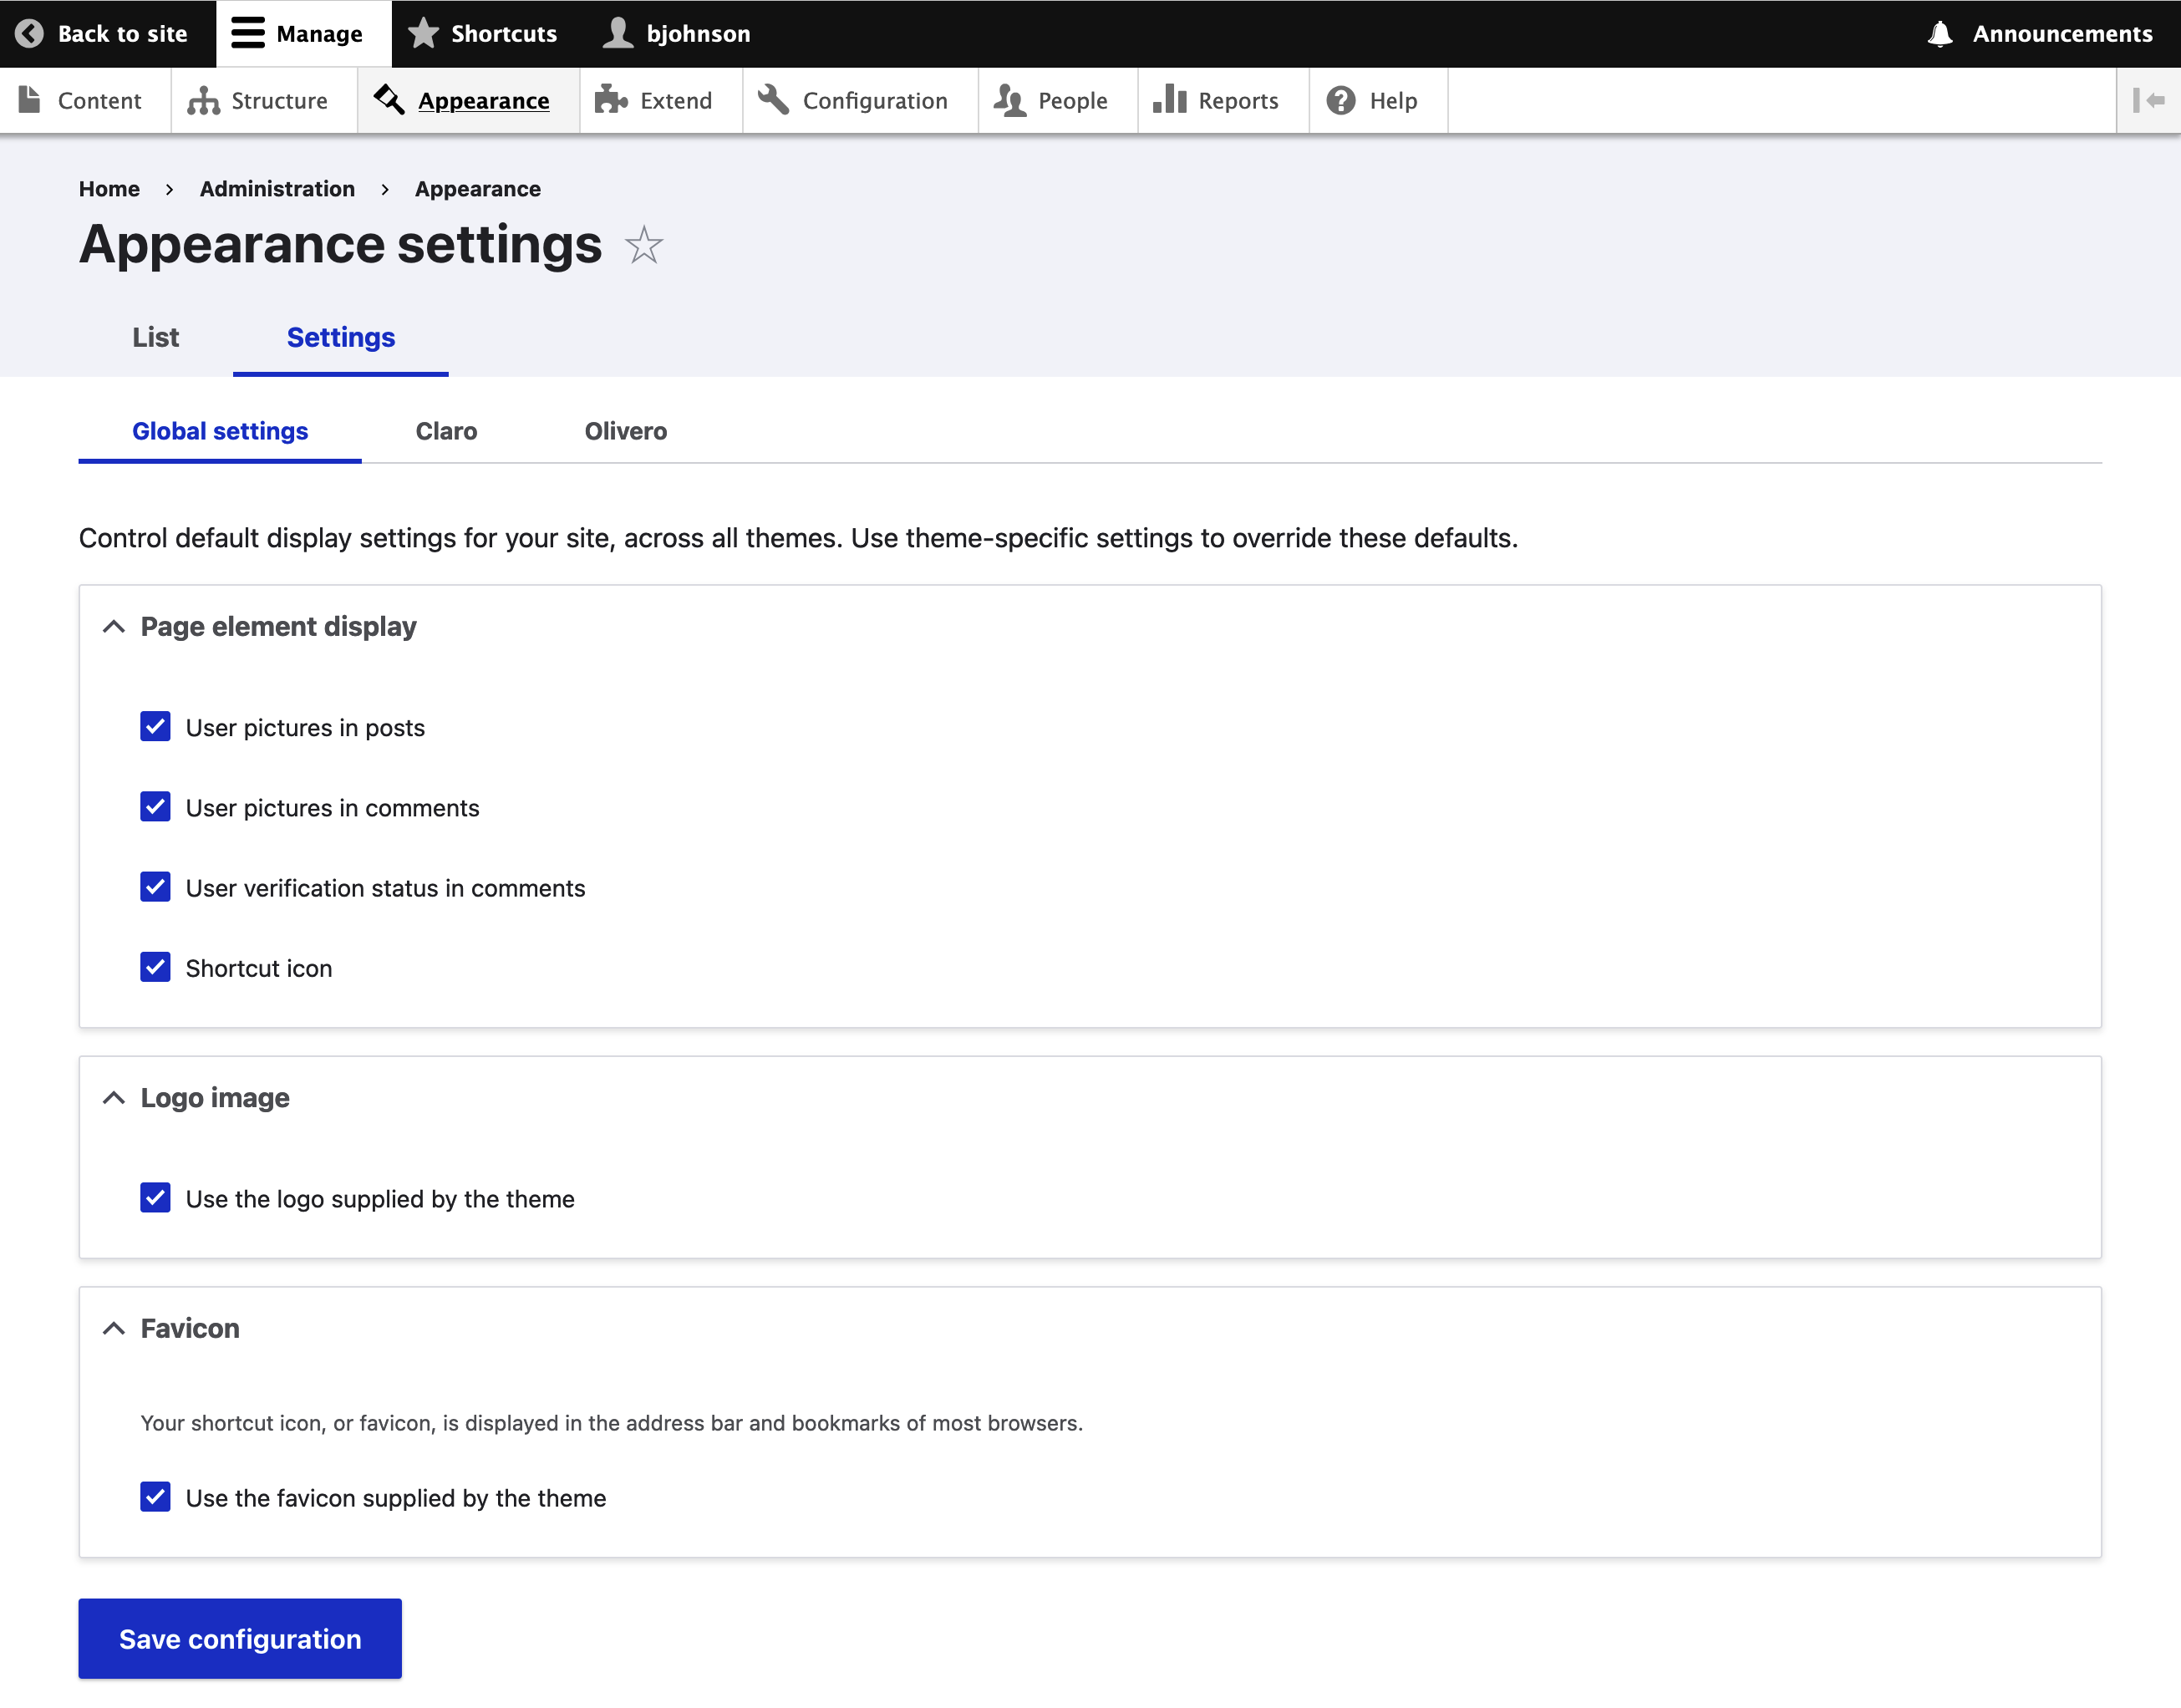 Back to site Manage Shortcuts bjohnson Announcements
Content Structure Appearance Extend Configuration People Reports Help
Home › Administration › Appearance
Appearance settings
List Settings
Global settings Claro Olivero
Control default display settings for your site, across all themes. Use theme-specific settings to override these defaults.
Page element display
User pictures in posts
User pictures in comments
User verification status in comments
Shortcut icon
Logo image
Use the logo supplied by the theme
Favicon
Your shortcut icon, or favicon, is displayed in the address bar and bookmarks of most browsers.
Use the favicon supplied by the theme
Save configuration